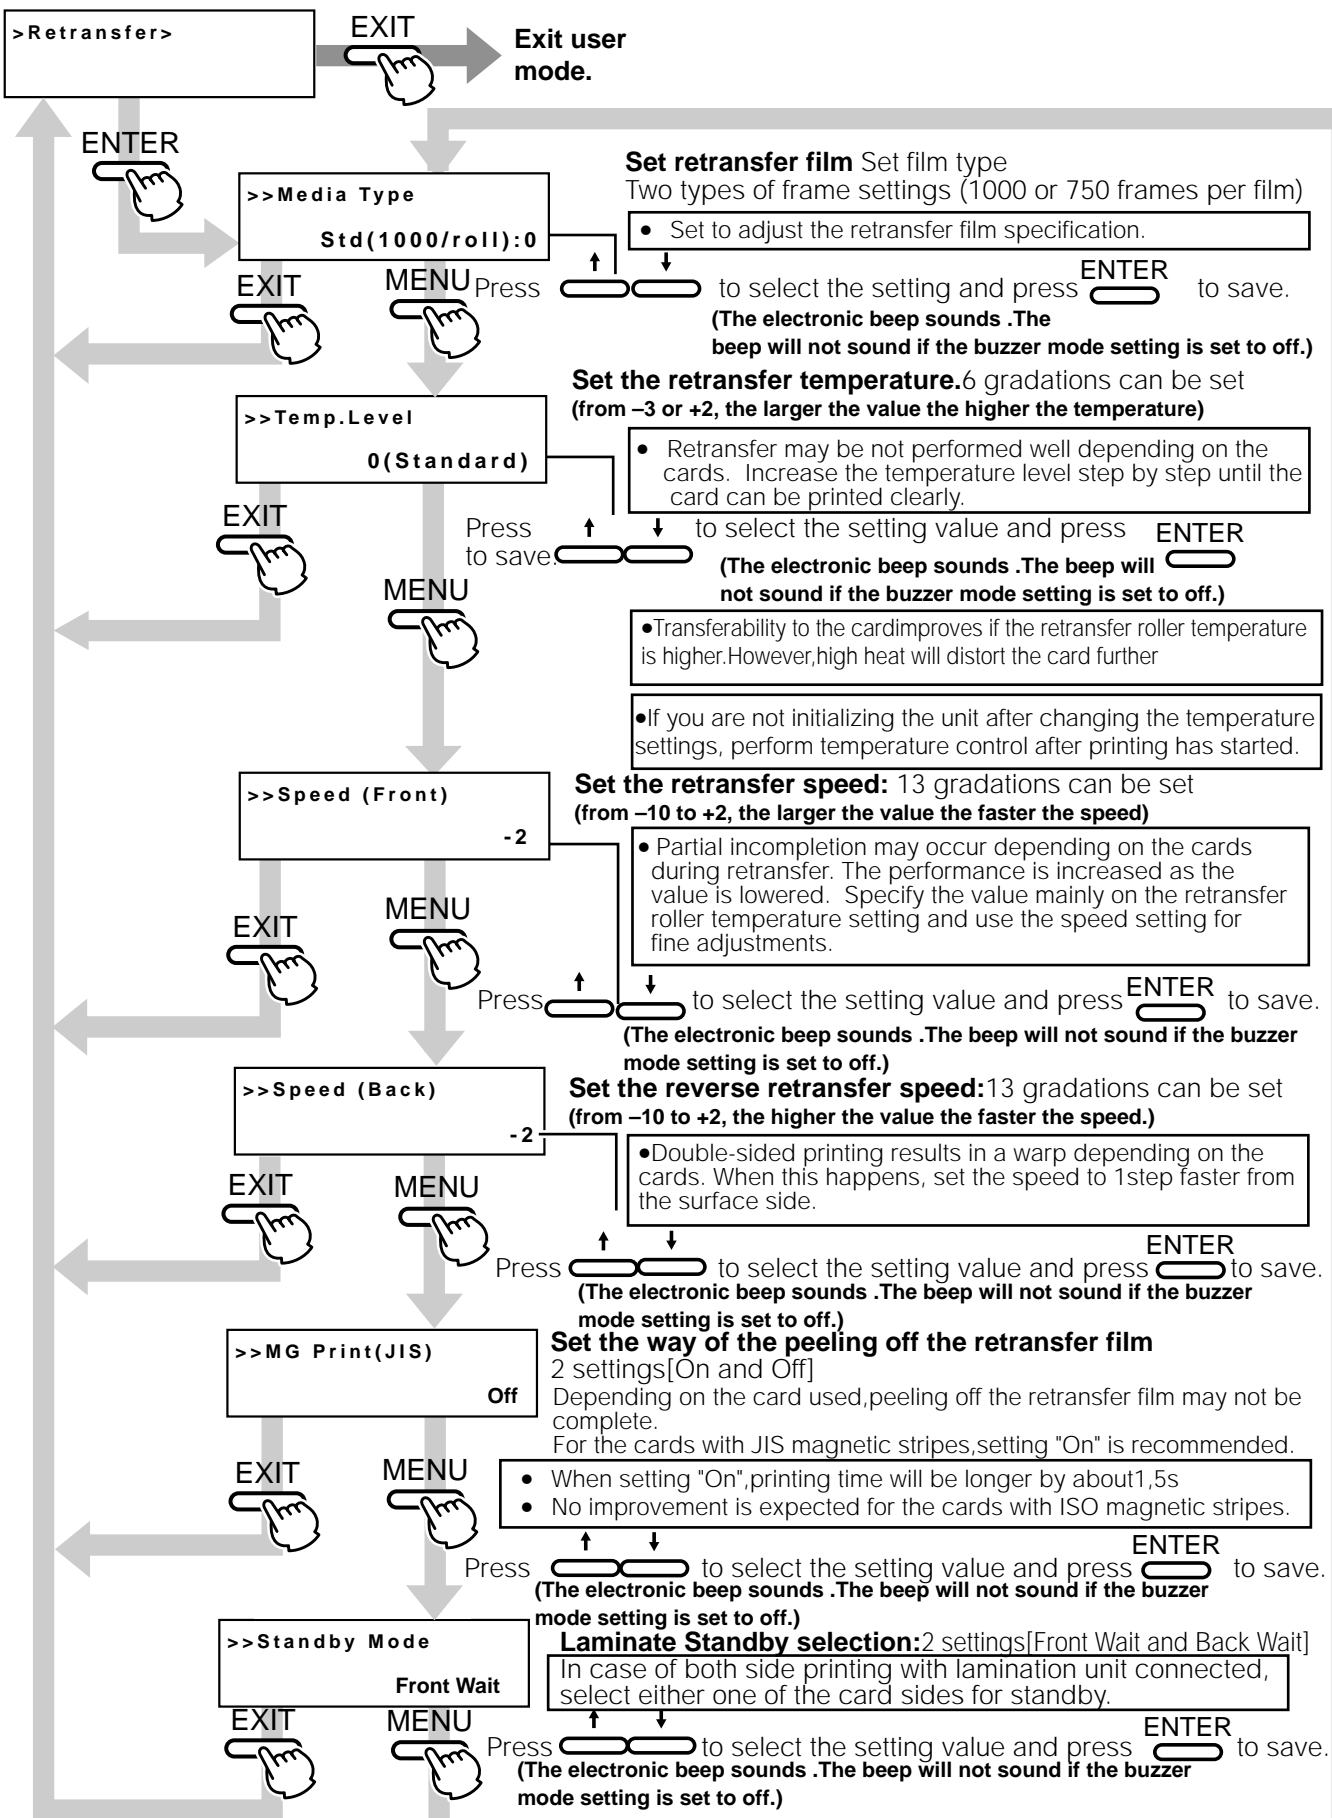 >Retransfer>
EXIT
Exit user
mode.
ENTER
Set retransfer film Set film type
Two types of frame settings (1000 or 750 frames per film)
>>Media Type
Std(1000/roll):0
• Set to adjust the retransfer film specification.
EXIT
MENU
Press to select the setting and press ENTER to save.
(The electronic beep sounds .The
beep will not sound if the buzzer mode setting is set to off.)
Set the retransfer temperature.6 gradations can be set
(from –3 or +2, the larger the value the higher the temperature)
>>Temp.Level
0(Standard)
• Retransfer may be not performed well depending on the
cards. Increase the temperature level step by step until the
card can be printed clearly.
EXIT
Press to select the setting value and press ENTER
to save.
(The electronic beep sounds .The beep will
not sound if the buzzer mode setting is set to off.)
MENU
•Transferability to the cardimproves if the retransfer roller temperature
is higher.However,high heat will distort the card further
•If you are not initializing the unit after changing the temperature
settings, perform temperature control after printing has started.
Set the retransfer speed: 13 gradations can be set
(from –10 to +2, the larger the value the faster the speed)
>>Speed (Front)
-2
• Partial incompletion may occur depending on the cards
during retransfer. The performance is increased as the
value is lowered. Specify the value mainly on the retransfer
roller temperature setting and use the speed setting for
fine adjustments.
EXIT
MENU
Press to select the setting value and press ENTER to save.
(The electronic beep sounds .The beep will not sound if the buzzer
mode setting is set to off.)
>>Speed (Back)
-2
Set the reverse retransfer speed:13 gradations can be set
(from –10 to +2, the higher the value the faster the speed.)
•Double-sided printing results in a warp depending on the
cards. When this happens, set the speed to 1step faster from
the surface side.
EXIT
MENU
Press to select the setting value and press ENTER to save.
(The electronic beep sounds .The beep will not sound if the buzzer
mode setting is set to off.)
>>MG Print(JIS)
Off
Set the way of the peeling off the retransfer film
2 settings[On and Off]
Depending on the card used,peeling off the retransfer film may not be
complete.
For the cards with JIS magnetic stripes,setting "On" is recommended.
• When setting "On",printing time will be longer by about1,5s
• No improvement is expected for the cards with ISO magnetic stripes.
EXIT
MENU
Press to select the setting value and press ENTER to save.
(The electronic beep sounds .The beep will not sound if the buzzer
mode setting is set to off.)
>>Standby Mode
Front Wait
Laminate Standby selection:2 settings[Front Wait and Back Wait]
In case of both side printing with lamination unit connected,
select either one of the card sides for standby.
EXIT
MENU
Press to select the setting value and press ENTER to save.
(The electronic beep sounds .The beep will not sound if the buzzer
mode setting is set to off.)